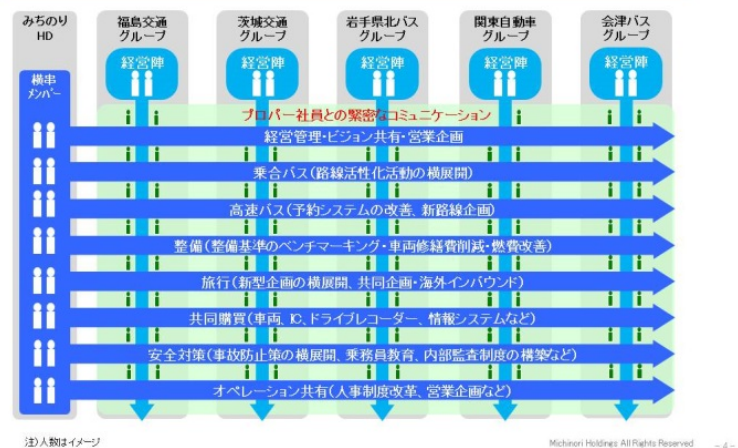 みちのり
HD
福島交通
グループ
茨城交通
グループ
岩手県北バス
グループ
関東自動車
グループ
会津バス
グループ
経営陣
経営陣
経営陣
経営陣
経営陣
横串
メンバー
プロパー社員との緊密なコミュニケーション
経営管理・ビジョン共有・営業企画
乗合バス(路線活性化活動の横展開)
高速バス(予約システムの改善、新路線企画)
整備(整備基準のベンチマーキング・車両修繕費削減・燃費改善)
旅行(新型企画の横展開、共同企画・海外インバウンド)
共同購買(車両、IC、ドライブレコーダー、情報システムなど)
安全対策(事故防止策の横展開、乗務員教育、内部監査制度の構築など)
オペレーション共有(人事制度改革、営業企画など)
注)人数はイメージ
Michinori Holdings All Rights Reserved
-4-